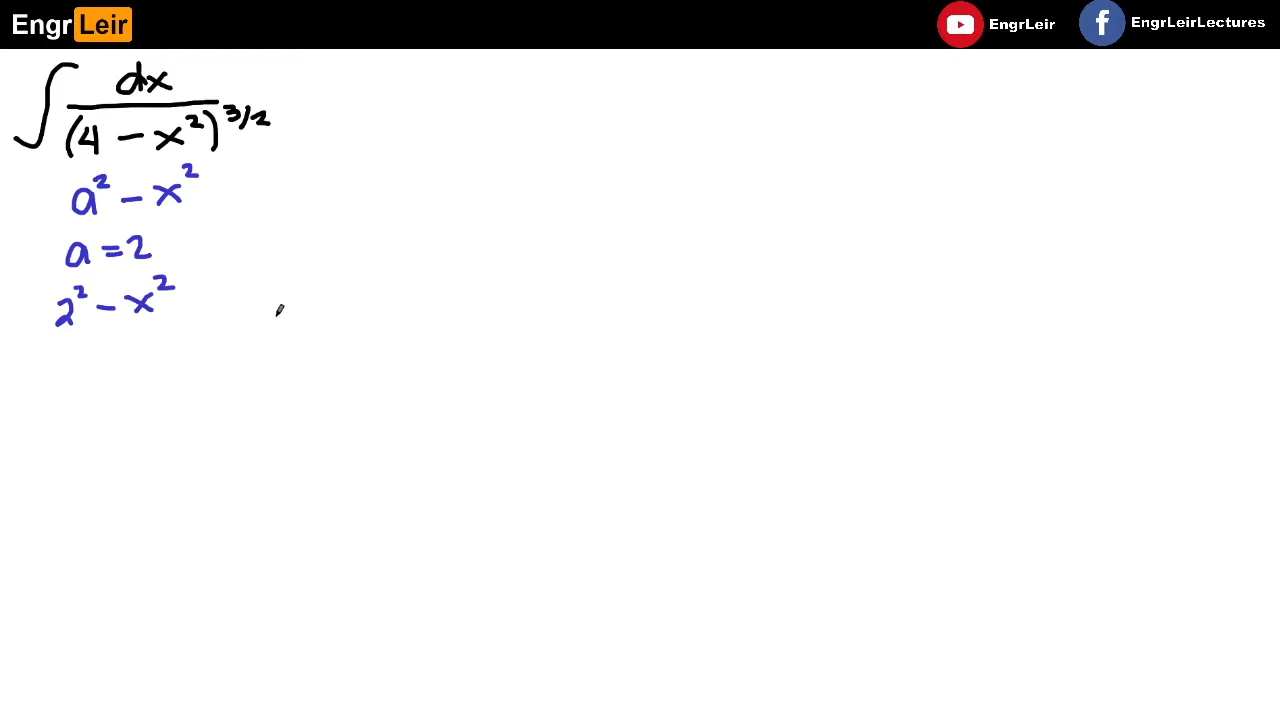 EngrLeir
EngrLeir
EngrLeirLectures
∫ dx / (4 - x²)^3/2
a² - x²
a = 2
2² - x²